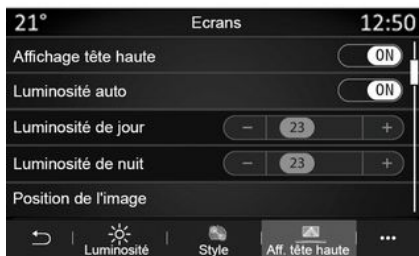 21° Ecrans 12:50
Affichage tête haute ON
Luminosité auto ON
Luminosité de jour - 23 +
Luminosité de nuit - 23 +
Position de l'image
Luminosité Style Aff. tête haute ...